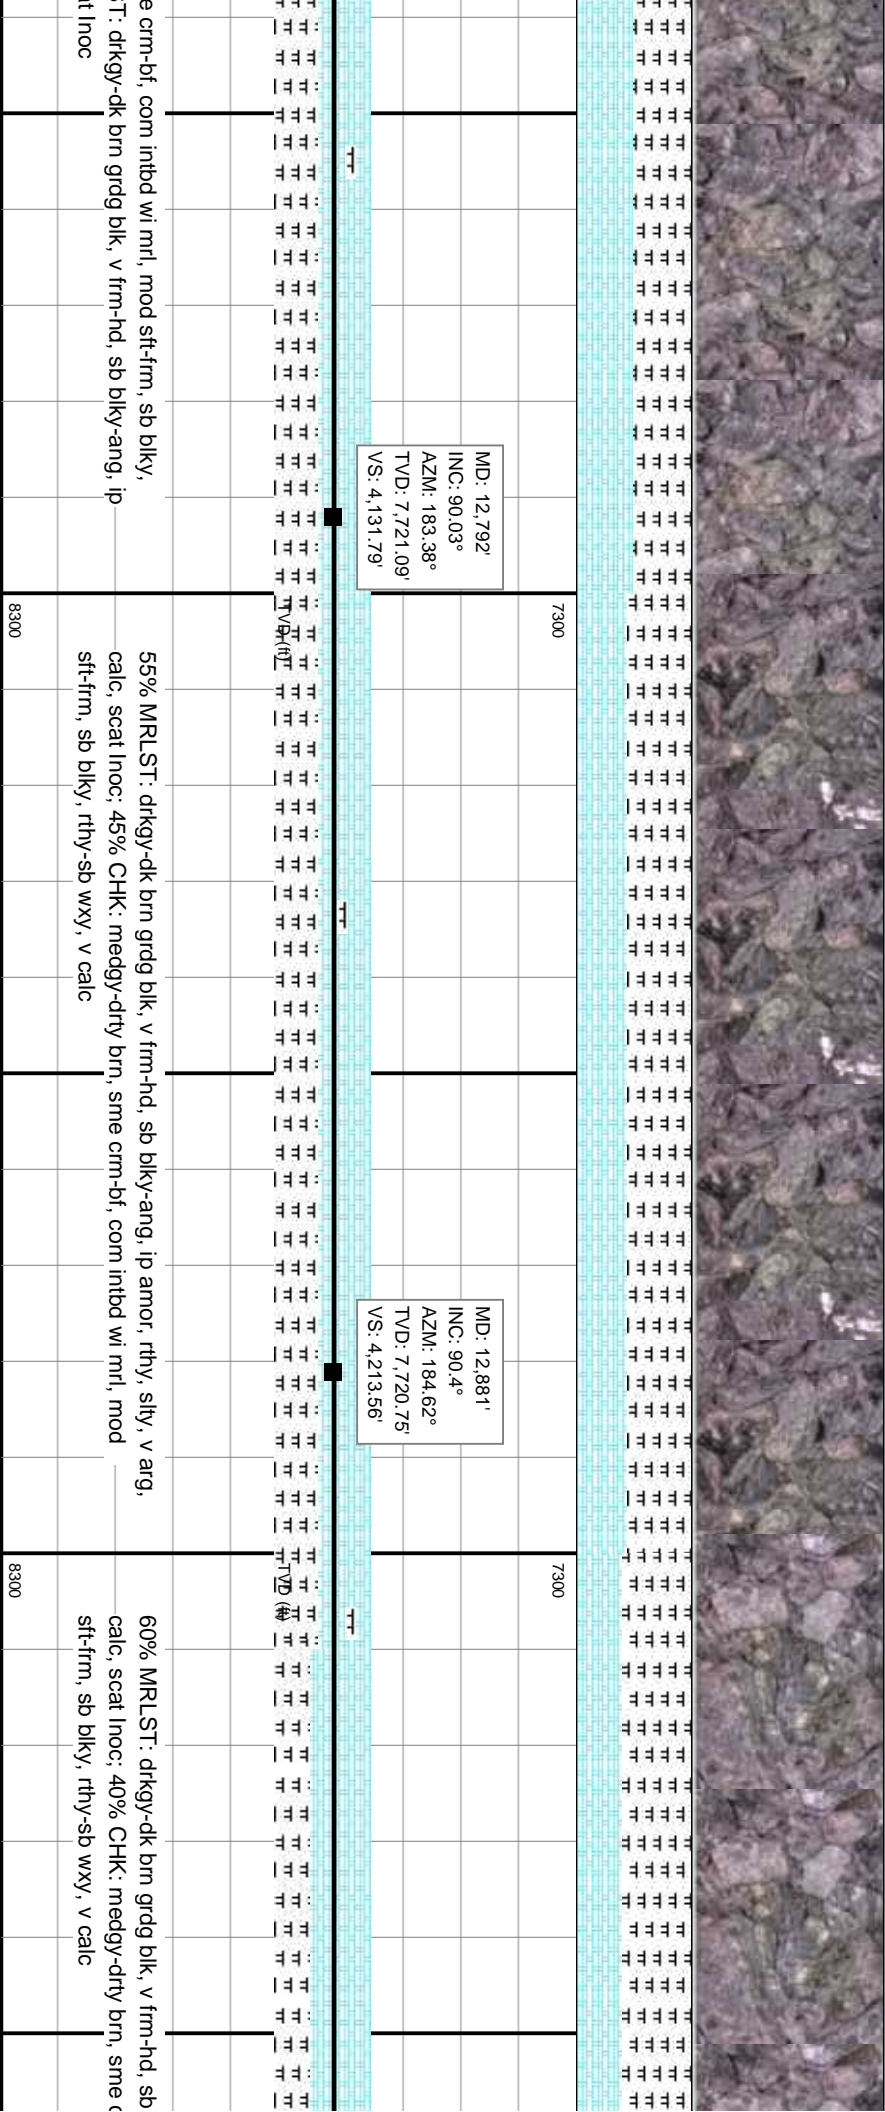 e crm-bf, com intbd wi mrl, mod sft-frm, sb blky,
ST: drkgy-dk brn grdg blk, v frm-hd, sb blky-ang, ip
at Inoc
MD: 12,792'
INC: 90.03°
AZM: 183.38°
TVD: 7,721.09'
VS: 4,131.79'
7300
TVD (ft)
8300
55% MRLST: drkgy-dk brn grdg blk, v frm-hd, sb blky-ang, ip amor, rthy, slty, v arg,
calc, scat Inoc; 45% CHK: medgy-drty brn, sme crm-bf, com intbd wi mrl, mod
sft-frm, sb blky, rthy-sb wxy, v calc
MD: 12,881'
INC: 90.4°
AZM: 184.62°
TVD: 7,720.75'
VS: 4,213.56'
7300
TVD (ft)
8300
60% MRLST: drkgy-dk brn grdg blk, v frm-hd, sb
calc, scat Inoc; 40% CHK: medgy-drty brn, sme c
sft-frm, sb blky, rthy-sb wxy, v calc